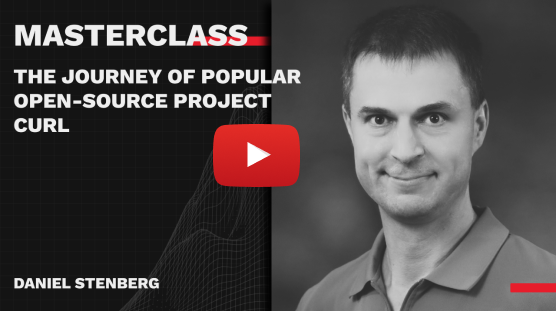 MASTERCLASS
THE JOURNEY OF POPULAR
OPEN-SOURCE PROJECT
CURL
DANIEL STENBERG